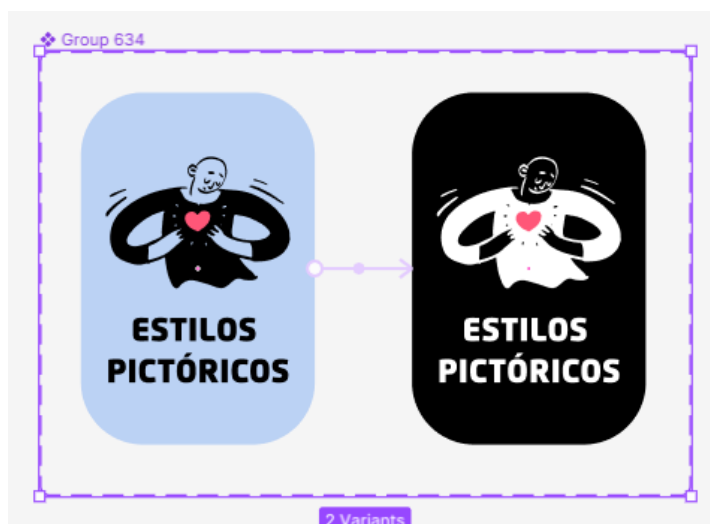 Group 634
ESTILOS
PICTÓRICOS
ESTILOS
PICTÓRICOS
2 Variants